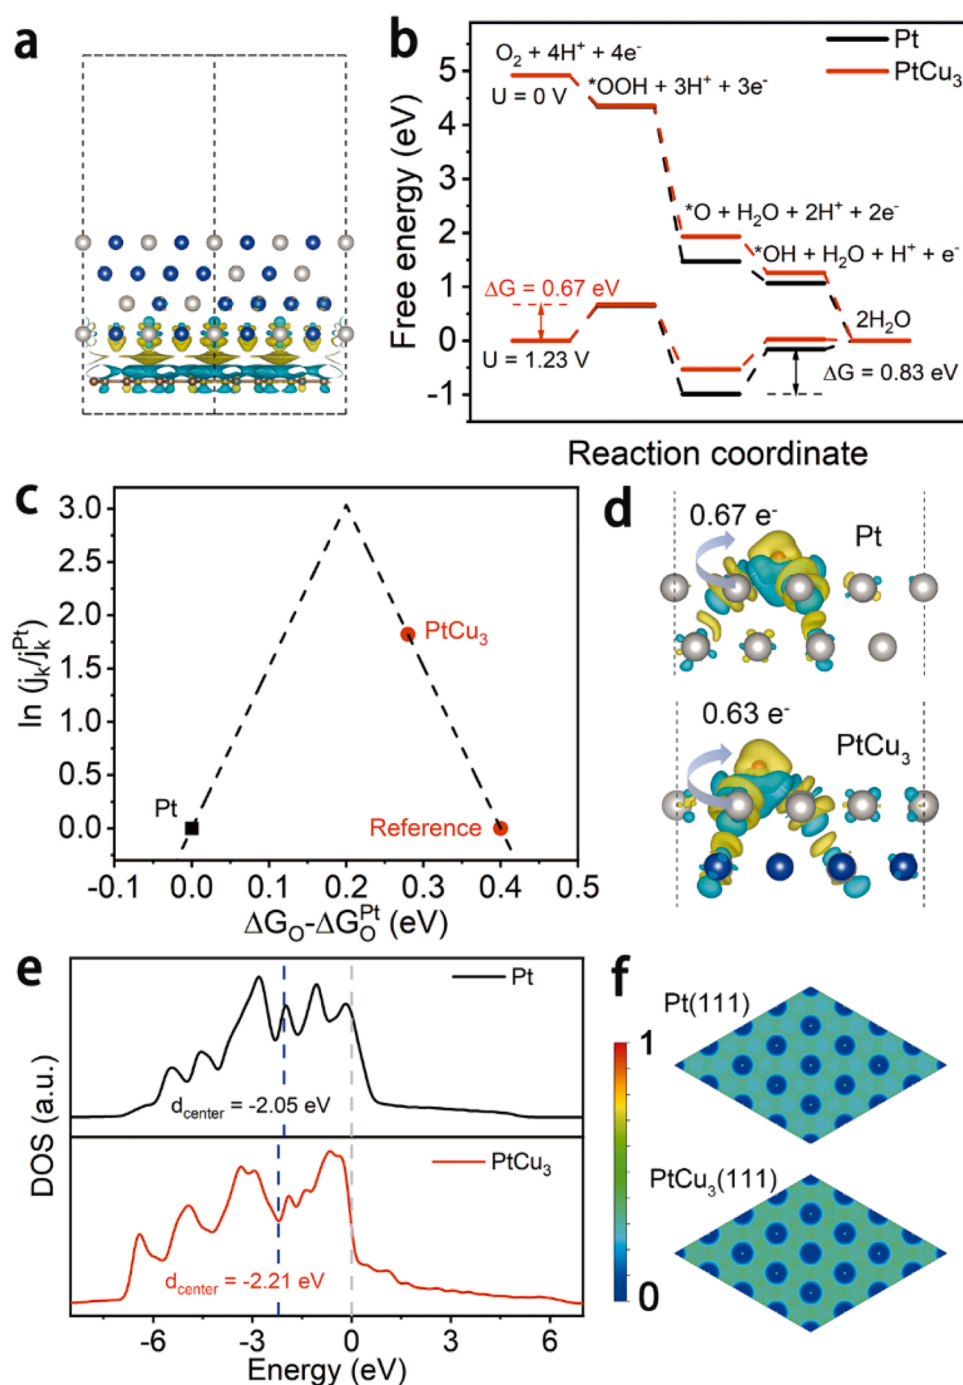 a
b
Pt
PtCu₃
O₂ + 4H⁺ + 4e⁻
U = 0 V
*OOH + 3H⁺ + 3e⁻
*O + H₂O + 2H⁺ + 2e⁻
*OH + H₂O + H⁺ + e⁻
2H₂O
ΔG = 0.67 eV
U = 1.23 V
ΔG = 0.83 eV
5
4
3
2
1
0
-1
Free energy (eV)
Reaction coordinate
c
3.0
2.5
2.0
1.5
1.0
0.5
0.0
ln (jₖ/jₖᴾᵗ)
PtCu₃
Pt
Reference
-0.1 0.0 0.1 0.2 0.3 0.4 0.5
ΔG_O-ΔG_O^Pt (eV)
d
0.67 e⁻
Pt
0.63 e⁻
PtCu₃
e
Pt
d_center = -2.05 eV
PtCu₃
d_center = -2.21 eV
DOS (a.u.)
-6 -3 0 3 6
Energy (eV)
f
Pt(111)
1
PtCu₃(111)
0